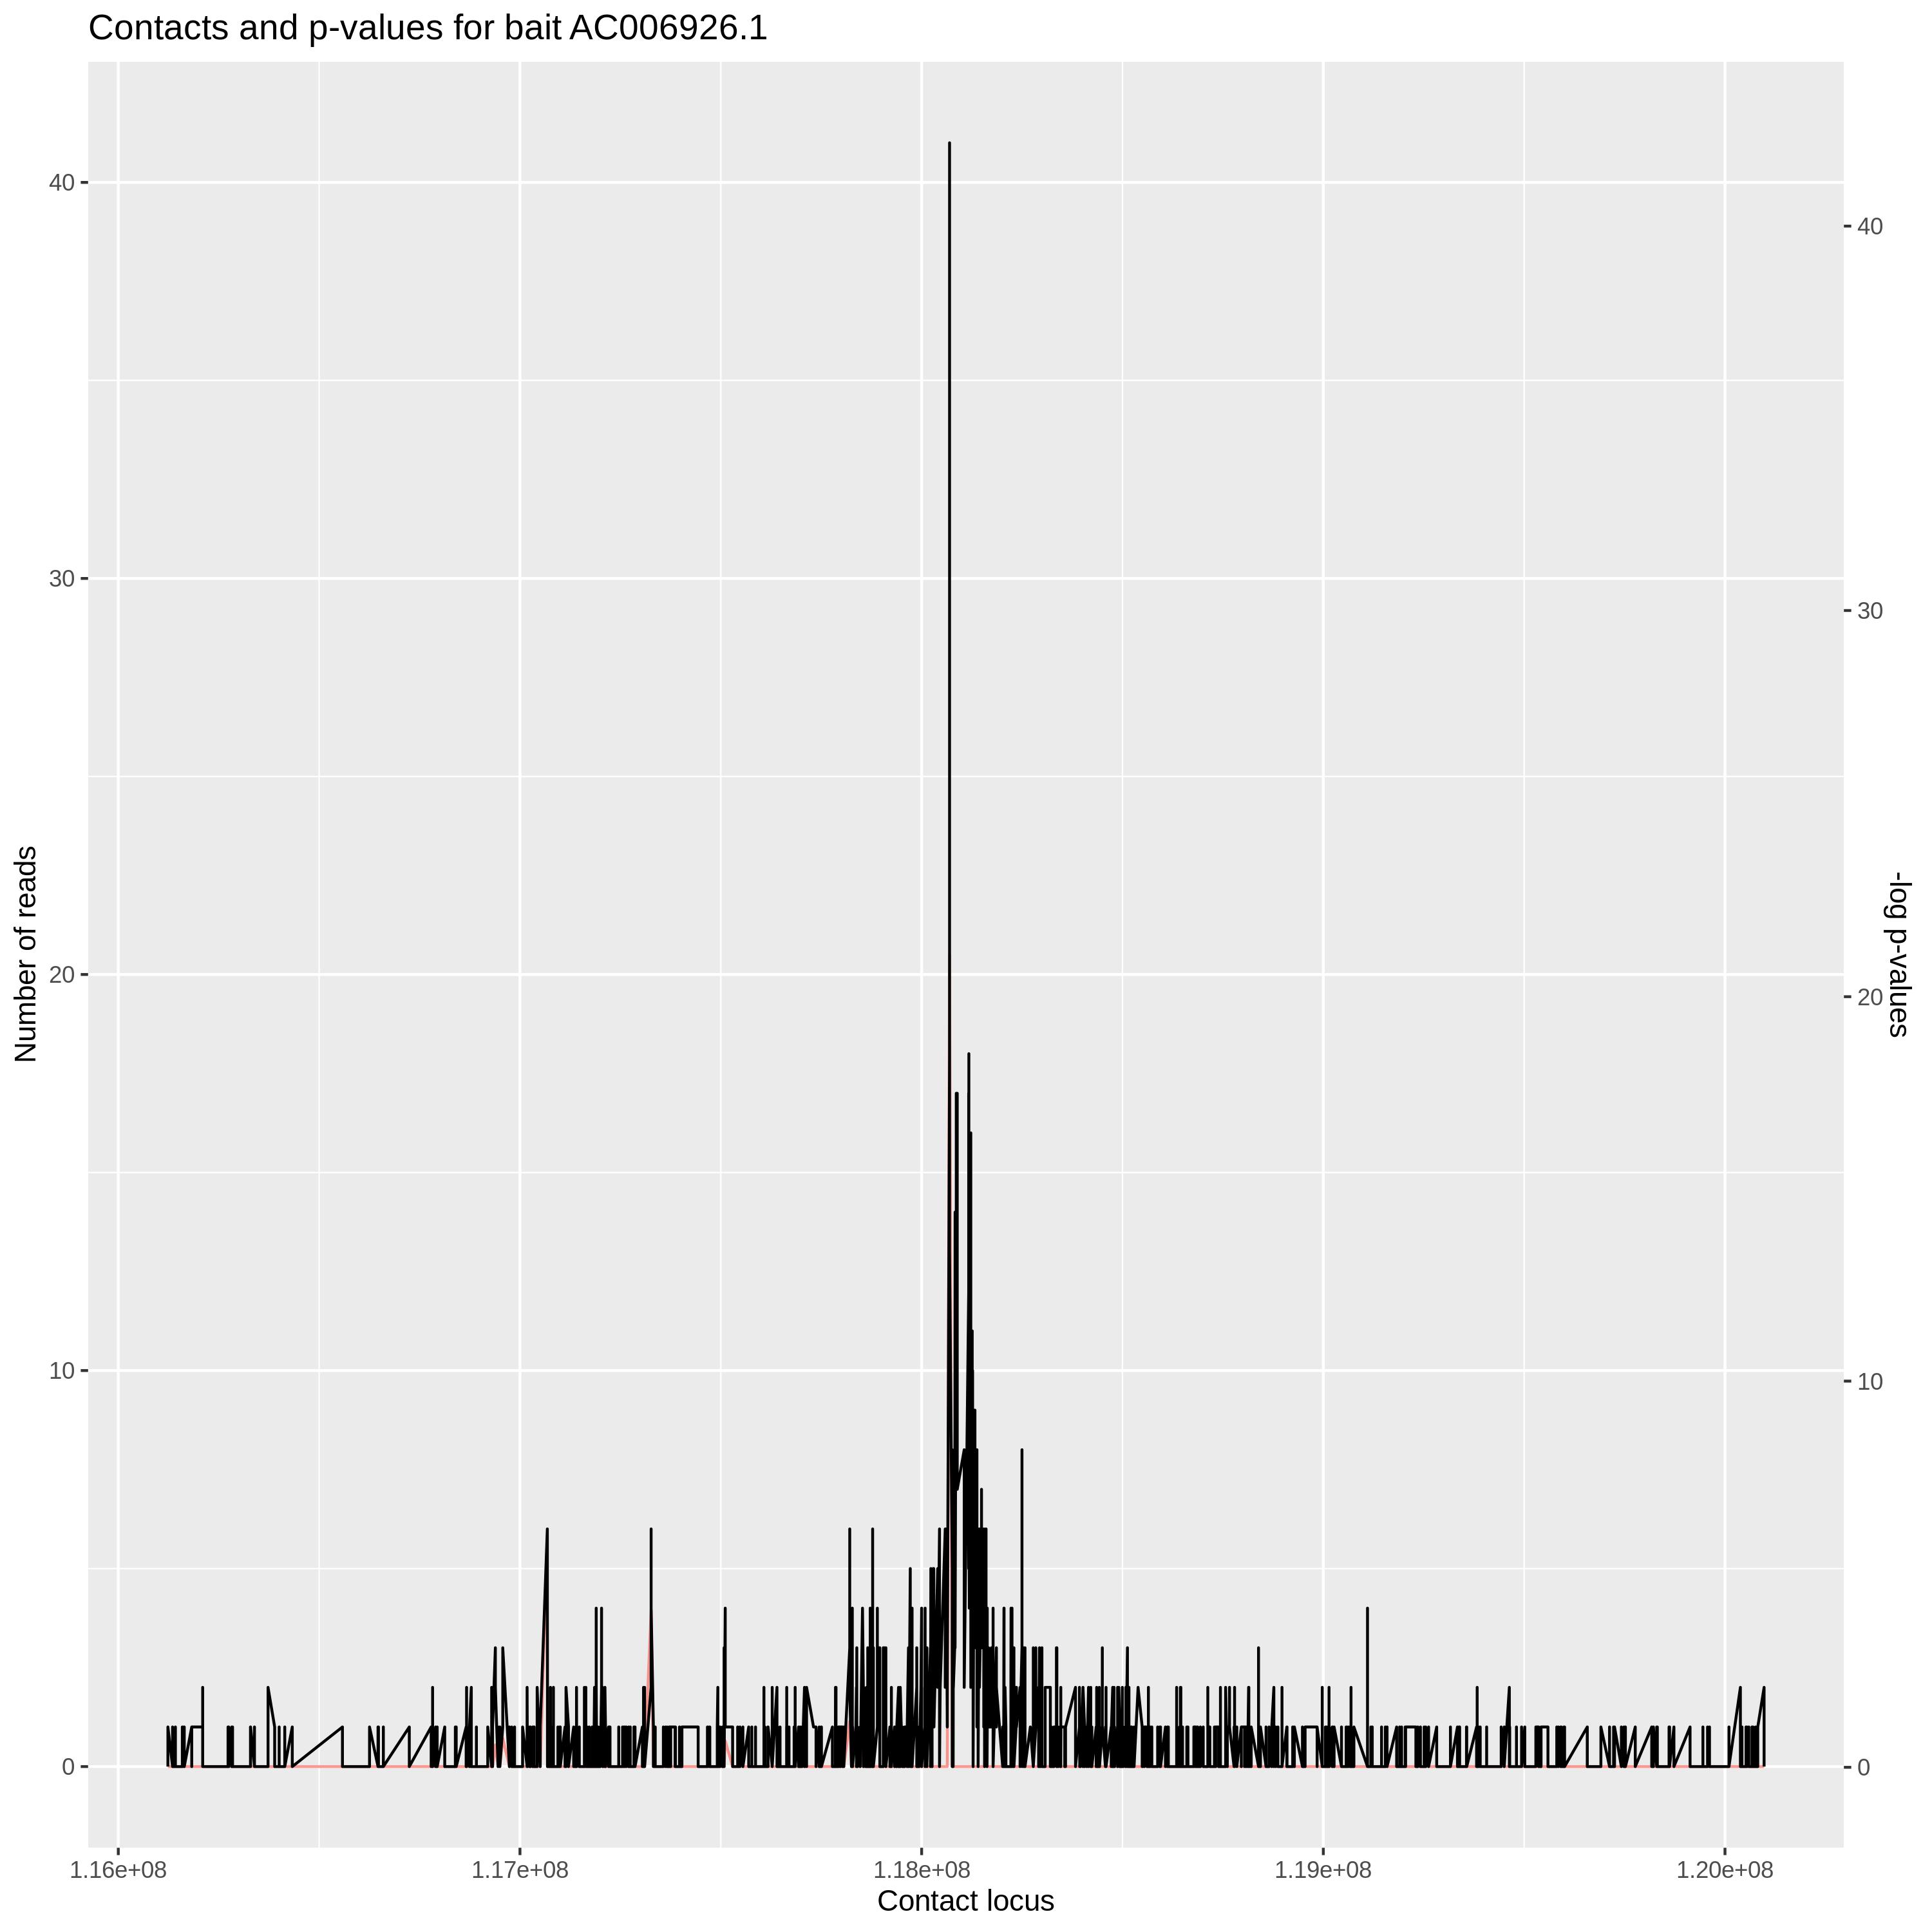 Contacts and p-values for bait AC006926.1
40
30
20
10
0
Number of reads
40
30
20
10
0
-log p-values
1.16e+08 1.17e+08 1.18e+08 1.19e+08 1.20e+08
Contact locus